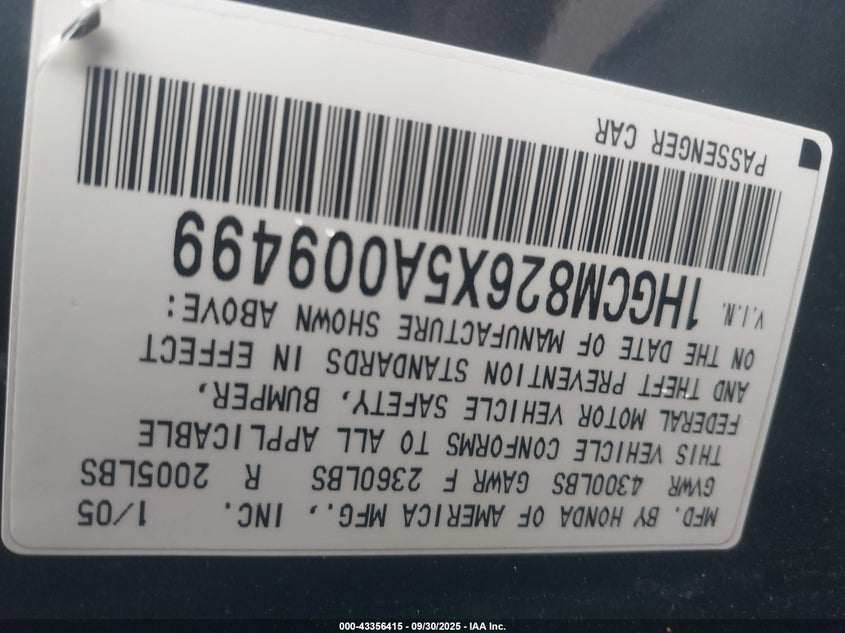 MFD. BY HONDA OF AMERICA MFG., INC. 1/05
GVWR 4300LBS GAWR F 2360LBS R 2005LBS
THIS VEHICLE CONFORMS TO ALL APPLICABLE
FEDERAL MOTOR VEHICLE SAFETY, BUMPER,
AND THEFT PREVENTION STANDARDS IN EFFECT
ON THE DATE OF MANUFACTURE SHOWN ABOVE:
V.I.N. 1HGCM826X5A009499
PASSENGER CAR
000-43356415 - 09/30/2025 - IAA Inc.